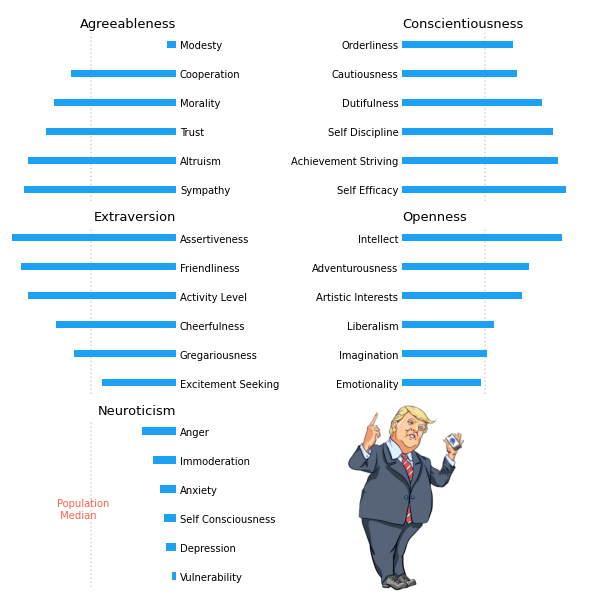 Agreeableness
Modesty
Cooperation
Morality
Trust
Altruism
Sympathy
Conscientiousness
Orderliness
Cautiousness
Dutifulness
Self Discipline
Achievement Striving
Self Efficacy
Extraversion
Assertiveness
Friendliness
Activity Level
Cheerfulness
Gregariousness
Excitement Seeking
Openness
Intellect
Adventurousness
Artistic Interests
Liberalism
Imagination
Emotionality
Neuroticism
Anger
Immoderation
Anxiety
Self Consciousness
Depression
Vulnerability
Population
Median